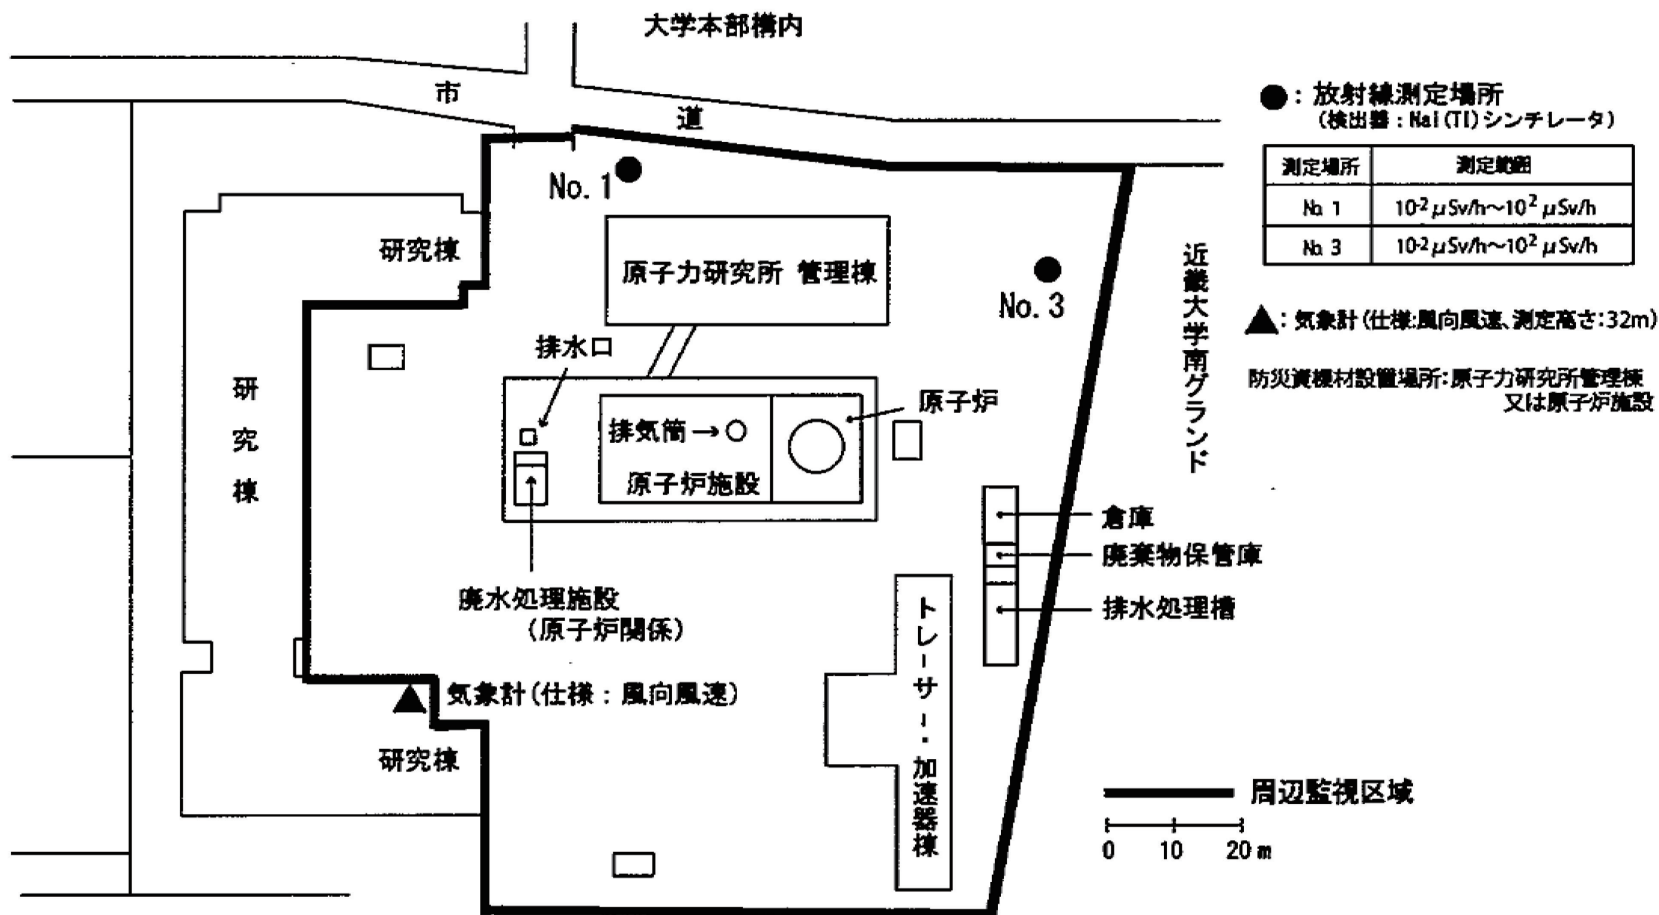 大学本部構内
市
道
●：放射線測定場所
（検出器：NaI(Tl)シンチレータ）
測定場所 測定範囲
No. 1 10-2 μSv/h～10² μSv/h
No. 3 10-2 μSv/h～10² μSv/h
▲：気象計（仕様:風向風速、測定高さ:32m）
防災資機材設置場所：原子力研究所管理棟
又は原子炉施設
No. 1
研究棟
原子力研究所 管理棟
No. 3
近畿大学南グランド
排水口
研究棟
排気筒→
原子炉
原子炉施設
倉庫
廃棄物保管庫
排水処理槽
廃水処理施設
（原子炉関係）
トレーサー・加速器棟
気象計（仕様：風向風速）
研究棟
周辺監視区域
0 10 20 m